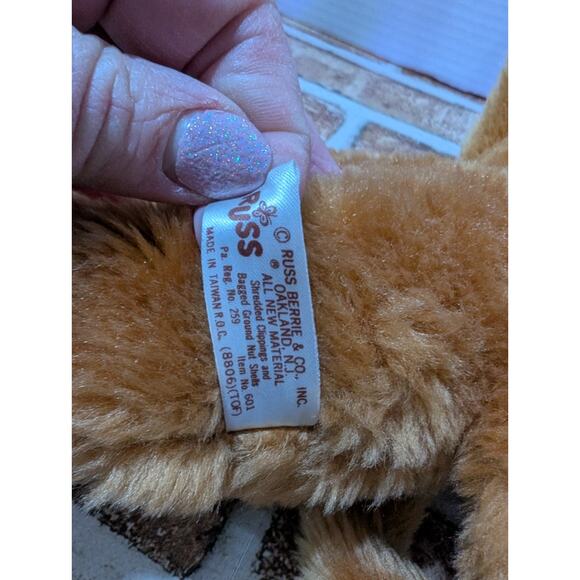 RUSS
®
© RUSS BERRIE & CO., INC.
OAKLAND, N.J.
ALL NEW MATERIAL
Shredded Clippings and
Bagged Ground Nut Shells
Item No. 601
Pa. Reg. No. 259
MADE IN TAIWAN R.O.C. (8806)(TOF)